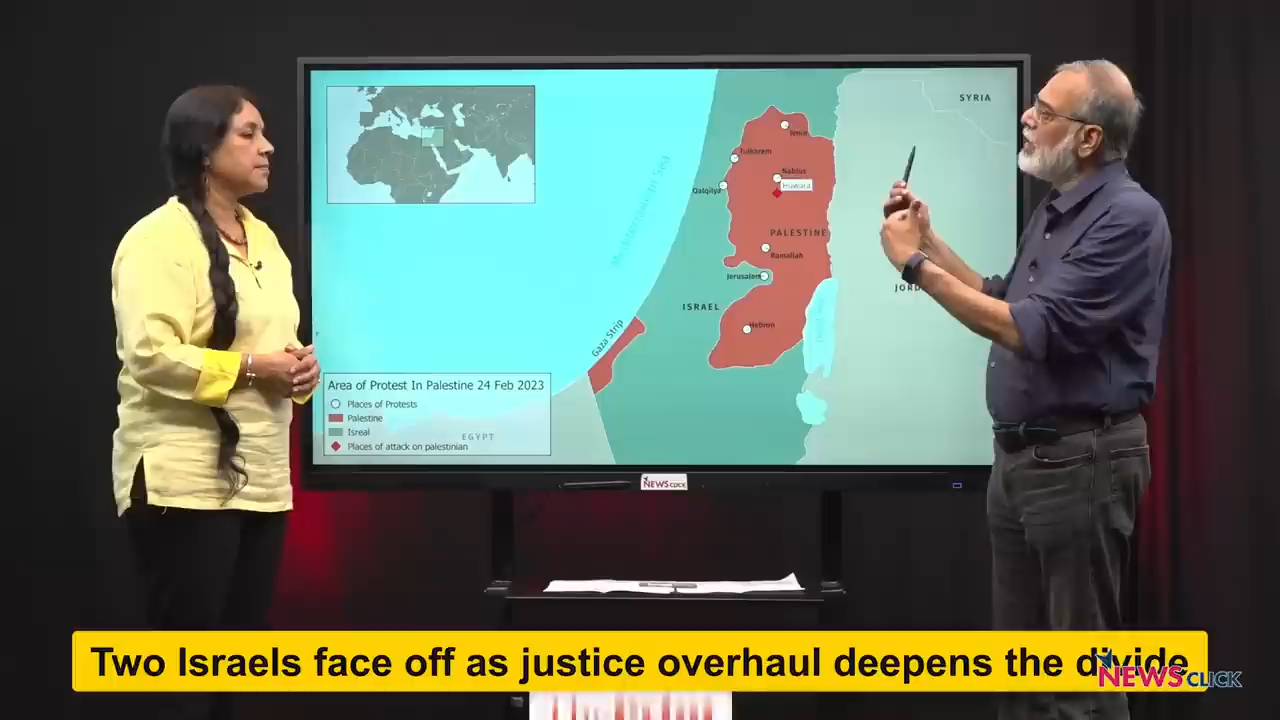 SYRIA
Jenin
Tulkarem
Nablus
Qalqilya
Huwara
Mediterranean Sea
PALESTINE
Ramallah
Jerusalem
ISRAEL
Hebron
Gaza Strip
Area of Protest In Palestine 24 Feb 2023
Places of Protests
Palestine
Isreal
EGYPT
Places of attack on palestinian
NEWSCLICK
Two Israels face off as justice overhaul deepens the divide
NEWSCLICK